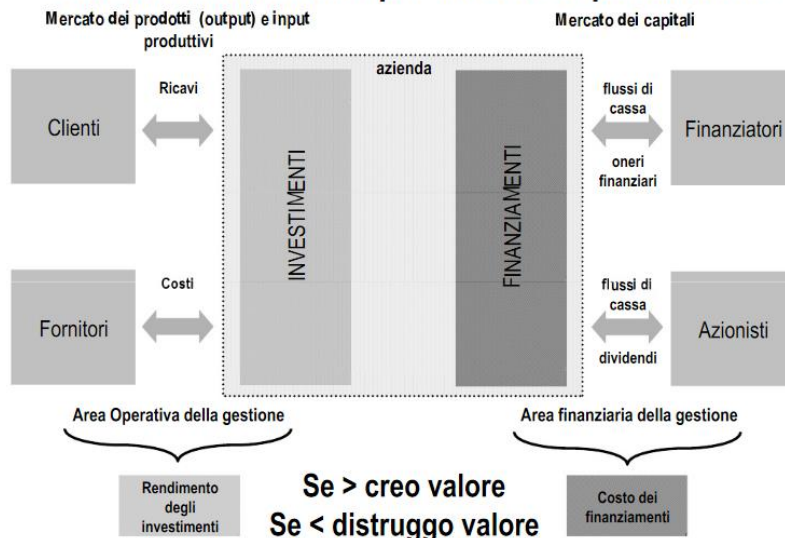 Mercato dei prodotti (output) e input
produttivi
Mercato dei capitali
azienda
Clienti
Ricavi
INVESTIMENTI
FINANZIAMENTI
flussi di
cassa
oneri
finanziari
Finanziatori
Fornitori
Costi
flussi di
cassa
dividendi
Azionisti
Area Operativa della gestione
Area finanziaria della gestione
Rendimento
degli
investimenti
Se > creo valore
Se < distruggo valore
Costo dei
finanziamenti